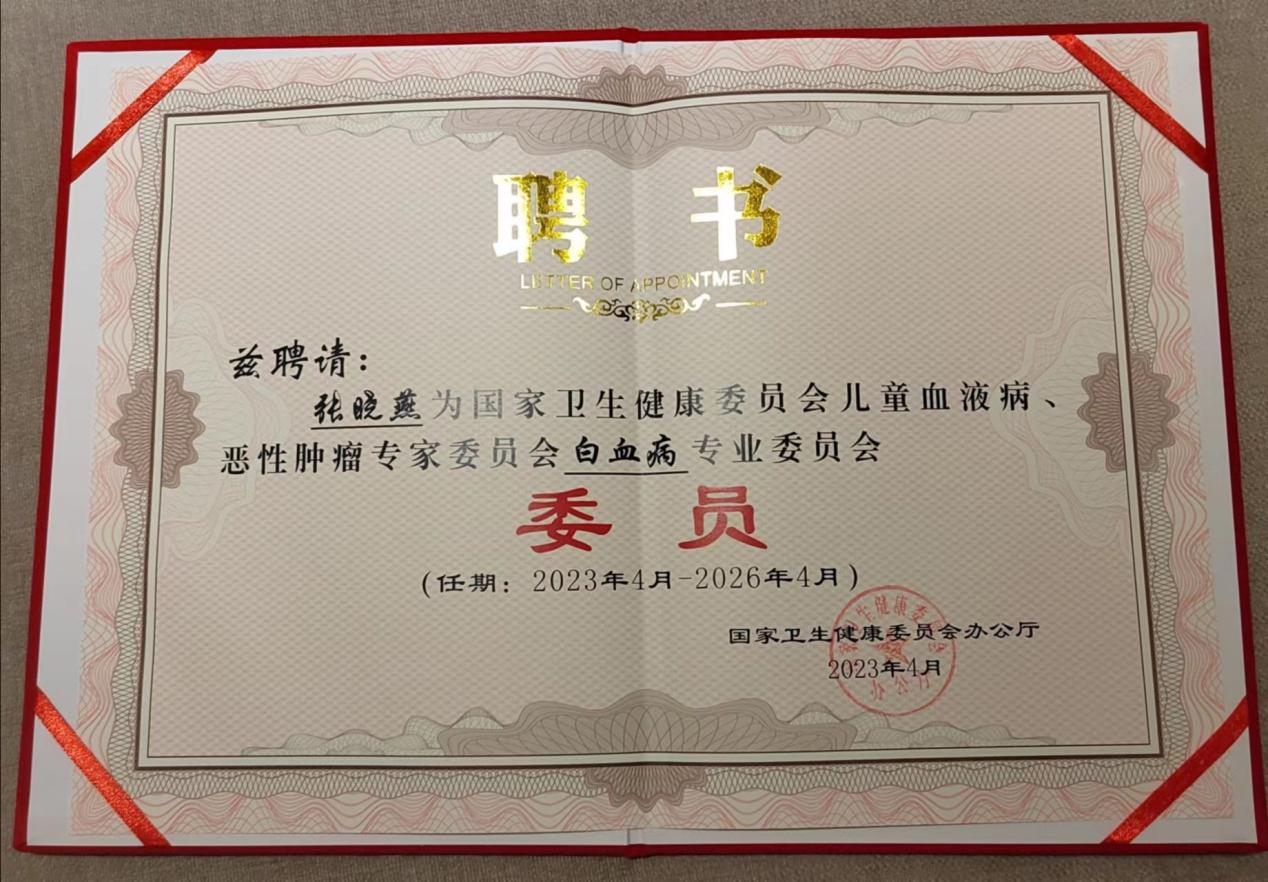 聘 书
LETTER OF APPOINTMENT
兹聘请：
张晓燕为国家卫生健康委员会儿童血液病、
恶性肿瘤专家委员会白血病专业委员会
委 员
（任期：2023年4月-2026年4月）
国家卫生健康委员会办公厅
2023年4月